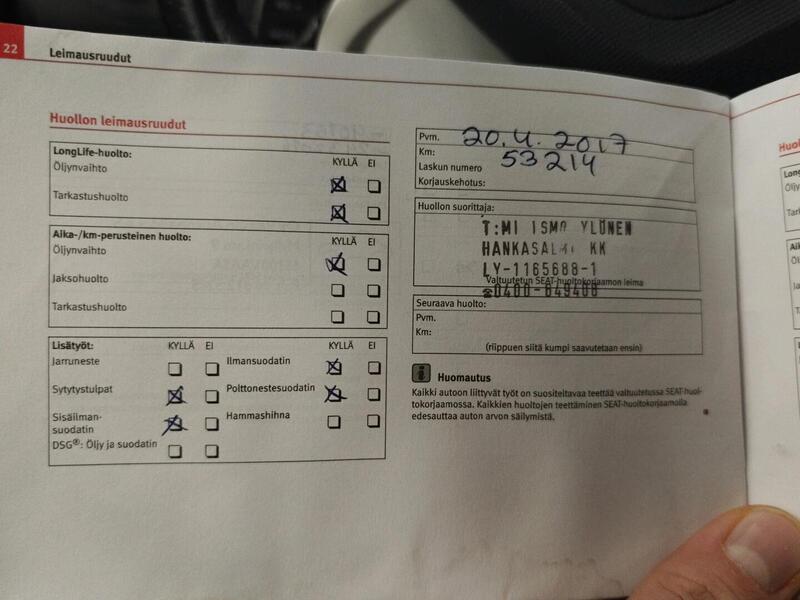 22
Leimausruudut
Huollon leimausruudut
LongLife-huolto:
KYLLÄ EI
Öljynvaihto
Tarkastushuolto
Aika-/km-perusteinen huolto:
KYLLÄ EI
Öljynvaihto
Jaksohuolto
Tarkastushuolto
Lisätyöt: KYLLÄ EI KYLLÄ EI
Jarruneste Ilmansuodatin
Sytytystulpat Polttonestesuodatin
Sisäilman-
suodatin Hammashihna
DSG®: Öljy ja suodatin
Pvm. 20.4.2017
Km: 53214
Laskun numero
Korjauskehotus:
Huollon suorittaja:
T:MI ISMO YLÖNEN
HANKASALMI KK
LY-1165688-1
Valtuutetun SEAT-huoltokorjaamon leima
☎0400-649408
Seuraava huolto:
Pvm.
Km:
(riippuen siitä kumpi saavutetaan ensin)
i Huomautus
Kaikki autoon liittyvät työt on suositeltavaa teettää valtuutetussa SEAT-huol-
tokorjaamossa. Kaikkien huoltojen teettäminen SEAT-huoltokorjaamolla
edesauttaa auton arvon säilymistä.